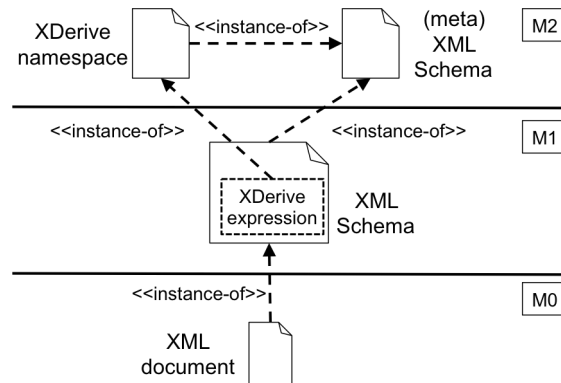 XDerive
namespace
<<instance-of>>
(meta)
XML
Schema
M2
<<instance-of>>
<<instance-of>>
M1
XDerive
expression
XML
Schema
<<instance-of>>
M0
XML
document